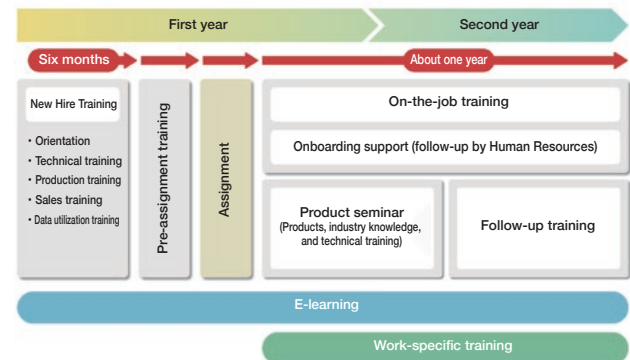 First year
Second year
Six months
About one year
New Hire Training
• Orientation
• Technical training
• Production training
• Sales training
• Data utilization training
Pre-assignment training
Assignment
On-the-job training
Onboarding support (follow-up by Human Resources)
Product seminar
(Products, industry knowledge,
and technical training)
Follow-up training
E-learning
Work-specific training